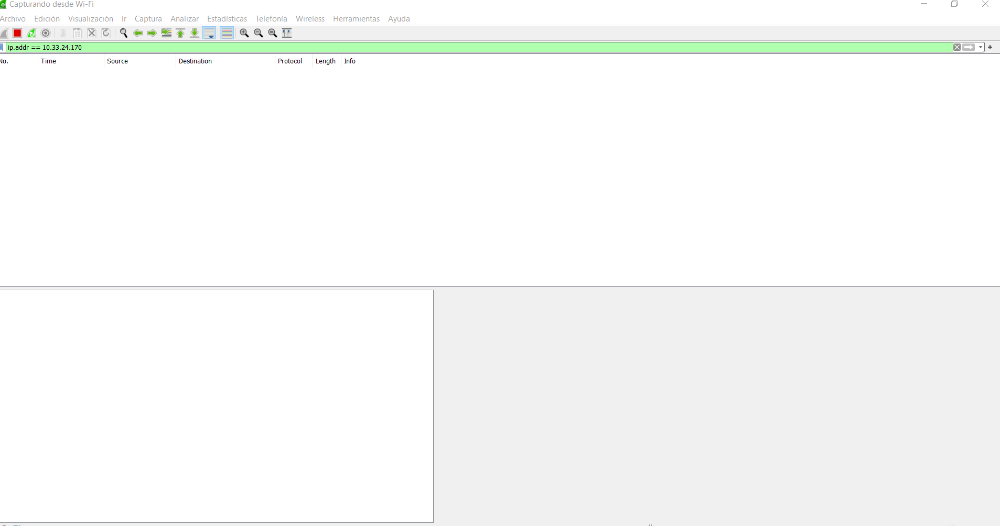 Capturando desde Wi-Fi
Archivo Edición Visualización Ir Captura Analizar Estadísticas Telefonía Wireless Herramientas Ayuda
ip.addr == 10.33.24.170
No. Time Source Destination Protocol Length Info